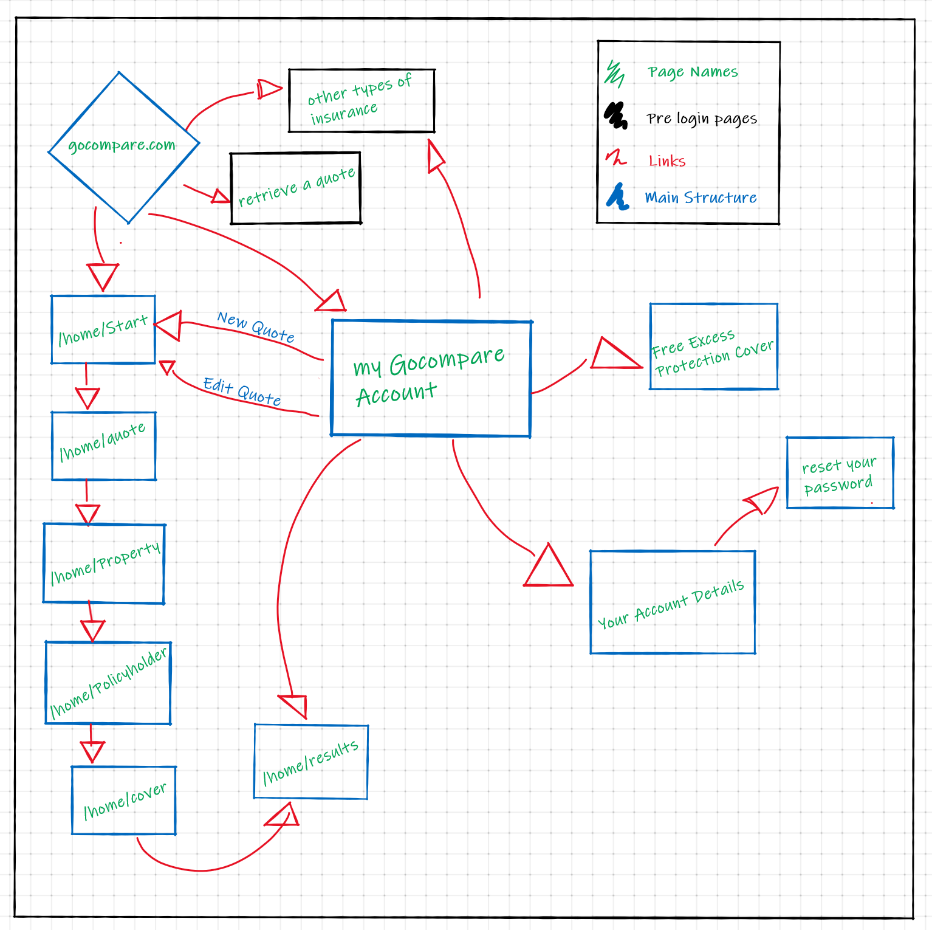 gocompare.com
other types of
insurance
retrieve a quote
Page Names
Pre login pages
Links
Main Structure
/home/Start
New Quote
Edit Quote
my Gocompare
Account
Free Excess
Protection Cover
/home/quote
reset your
password
/home/Property
Your Account Details
/home/Policyholder
/home/results
/home/cover